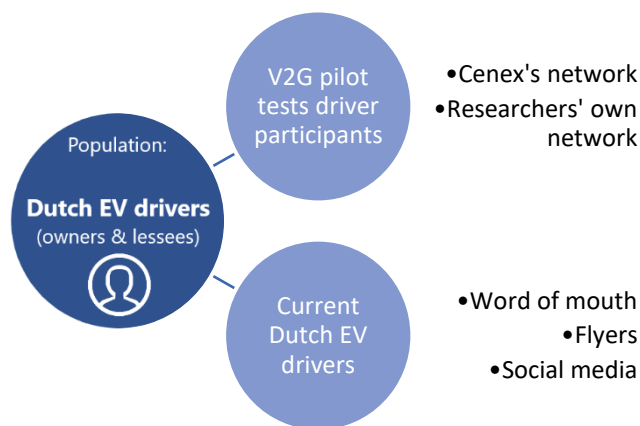 Population:
Dutch EV drivers
(owners & lessees)
V2G pilot
tests driver
participants
•Cenex's network
•Researchers' own
network
Current
Dutch EV
drivers
•Word of mouth
•Flyers
•Social media